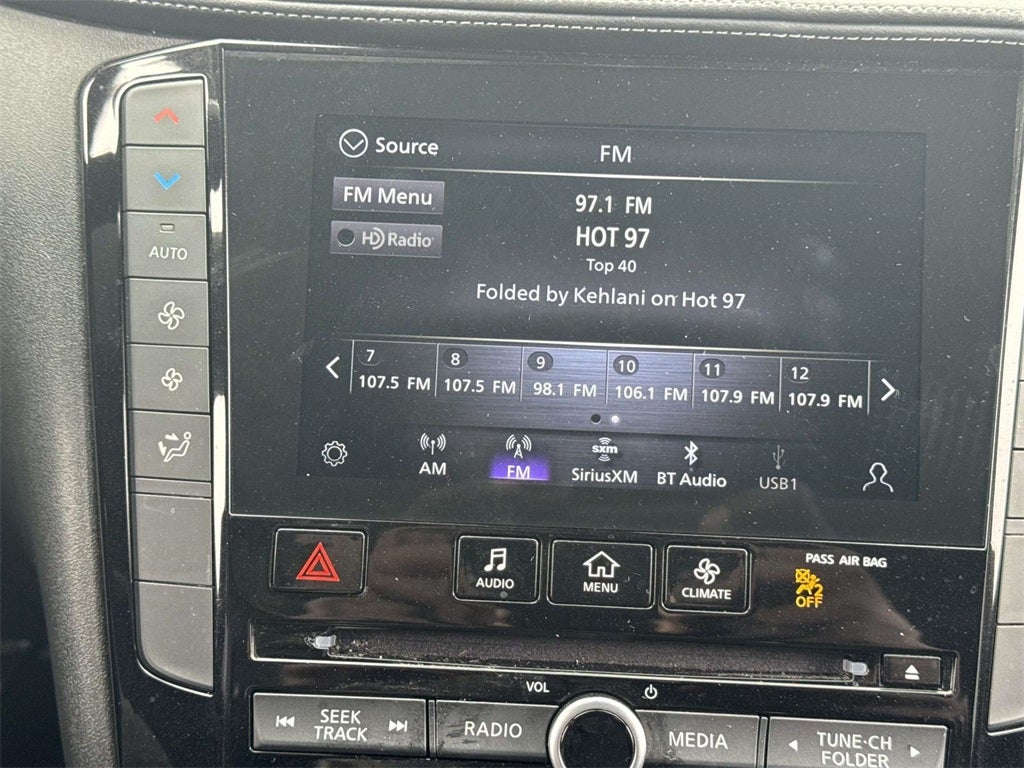 Source
FM
FM Menu
97.1 FM
HD Radio
HOT 97
Top 40
Folded by Kehlani on Hot 97
7 8 9 10 11 12
107.5 FM 107.5 FM 98.1 FM 106.1 FM 107.9 FM 107.9 FM
AM FM sxm SiriusXM BT Audio USB1
AUTO
AUDIO
MENU
CLIMATE
PASS AIR BAG
2
OFF
VOL
SEEK
TRACK
RADIO
MEDIA
TUNE·CH
FOLDER